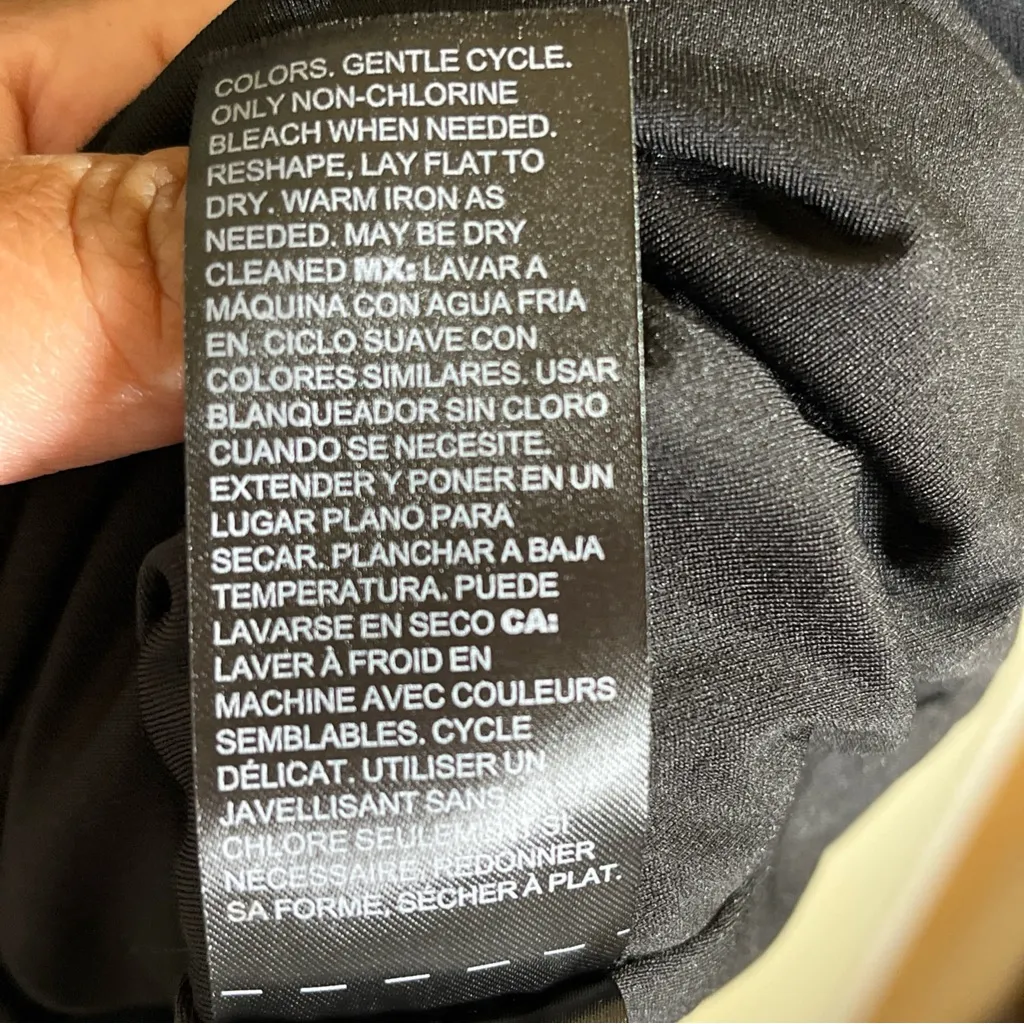 COLORS. GENTLE CYCLE.
ONLY NON-CHLORINE
BLEACH WHEN NEEDED.
RESHAPE, LAY FLAT TO
DRY. WARM IRON AS
NEEDED. MAY BE DRY
CLEANED MX: LAVAR A
MÁQUINA CON AGUA FRIA
EN. CICLO SUAVE CON
COLORES SIMILARES. USAR
BLANQUEADOR SIN CLORO
CUANDO SE NECESITE.
EXTENDER Y PONER EN UN
LUGAR PLANO PARA
SECAR. PLANCHAR A BAJA
TEMPERATURA. PUEDE
LAVARSE EN SECO CA:
LAVER À FROID EN
MACHINE AVEC COULEURS
SEMBLABLES. CYCLE
DÉLICAT. UTILISER UN
JAVELLISANT SANS
CHLORE SEULEMENT SI
NÉCESSAIRE, REDONNER
SA FORME, SÉCHER À PLAT.